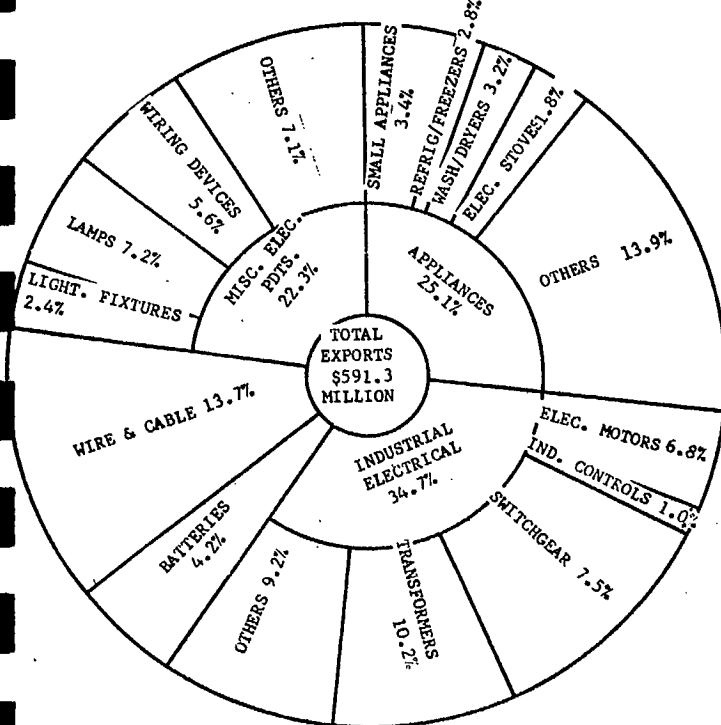 TOTAL
EXPORTS
$591.3
MILLION
APPLIANCES
25.1%
SMALL APPLIANCES
3.4%
REFRIG/FREEZERS 2.8%
WASH/DRYERS 3.2%
ELEC. STOVES1.8%
OTHERS 13.9%
INDUSTRIAL
ELECTRICAL
34.7%
ELEC. MOTORS 6.8%
IND. CONTROLS 1.0%
SWITCHGEAR 7.5%
TRANSFORMERS
10.2%
OTHERS 9.2%
BATTERIES
4.2%
WIRE & CABLE 13.7%
MISC. ELEC.
PDTS.
22.3%
LIGHT. FIXTURES
2.4%
LAMPS 7.2%
WIRING DEVICES
5.6%
OTHERS 7.1%